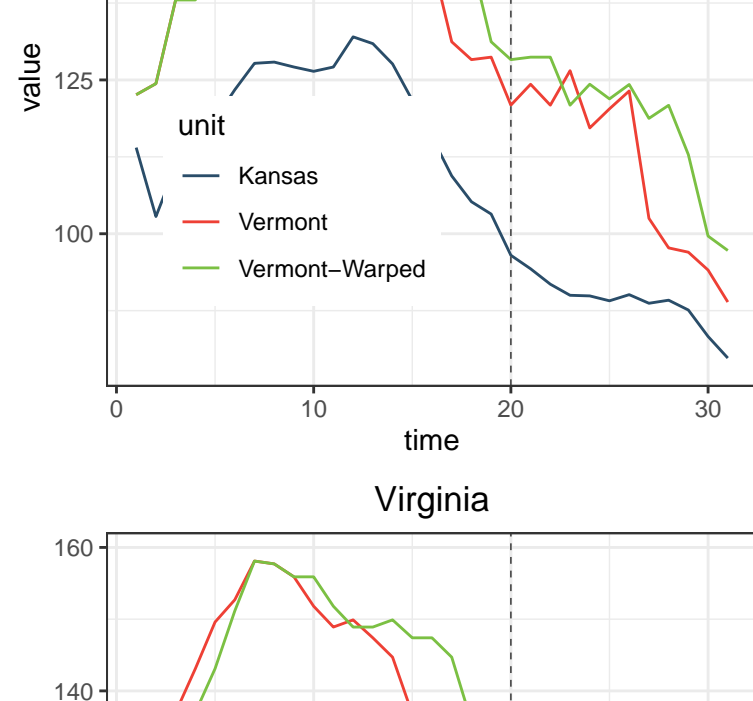 value
125
100
unit
Kansas
Vermont
Vermont−Warped
0 10 20 30
time
Virginia
160
140